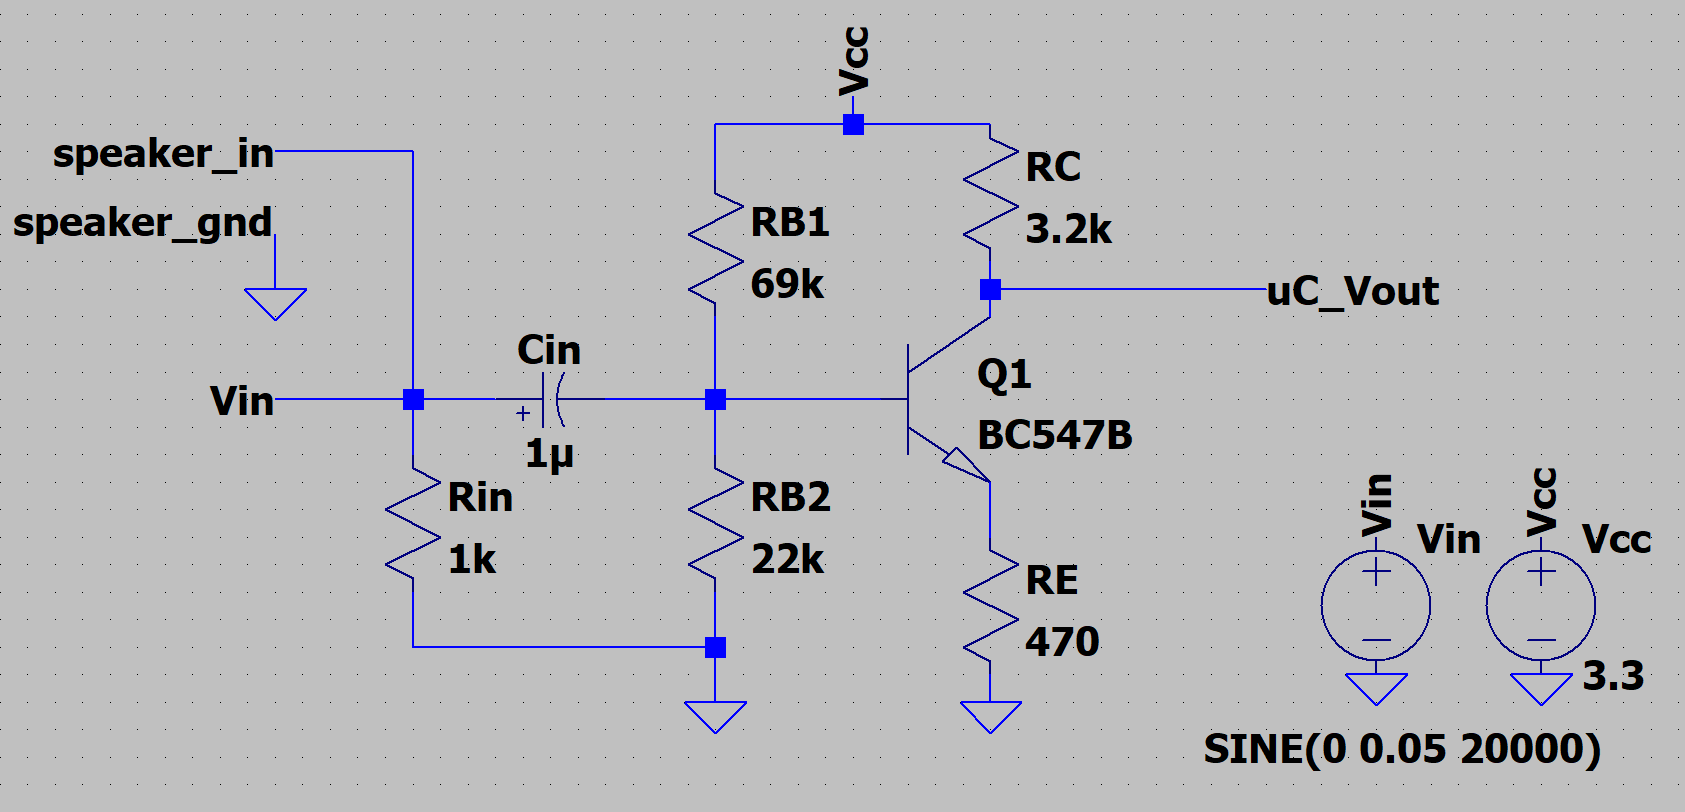 Vcc
speaker_in
speaker_gnd
RB1
69k
RC
3.2k
uC_Vout
Vin
Cin
+
1µ
Q1
BC547B
Rin
1k
RB2
22k
RE
470
Vin
Vin
Vcc
Vcc
3.3
SINE(0 0.05 20000)